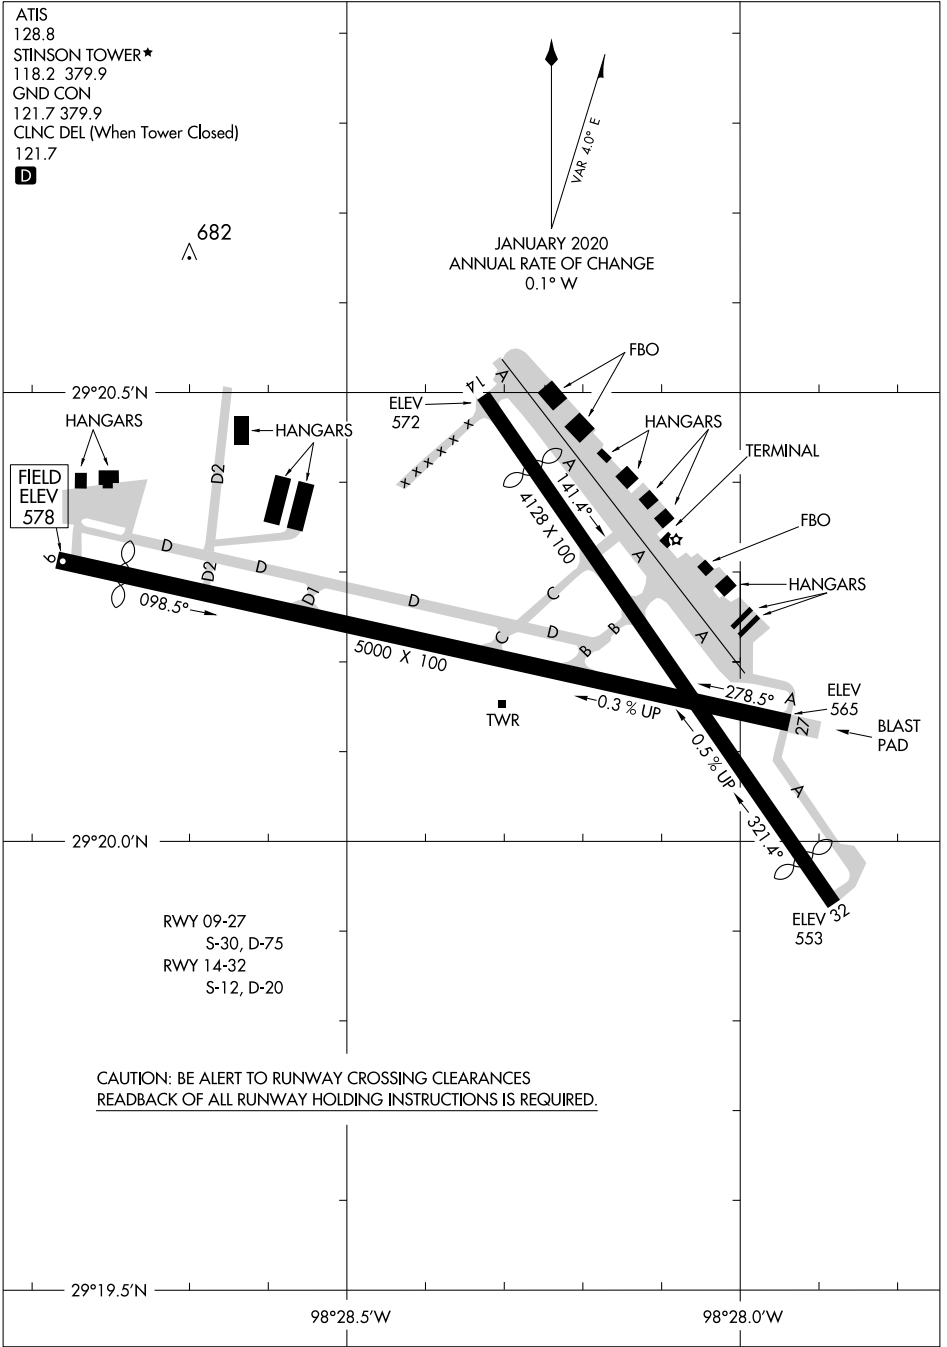 ATIS
128.8
STINSON TOWER★
118.2 379.9
GND CON
121.7 379.9
CLNC DEL (When Tower Closed)
121.7
D
682
VAR 4.0° E
JANUARY 2020
ANNUAL RATE OF CHANGE
0.1° W
29°20.5'N
HANGARS
FIELD
ELEV
578
HANGARS
D2
ELEV
572
14
A
FBO
HANGARS
TERMINAL
FBO
HANGARS
x x x x x x
A
141.4°
4128 X 100
9
D
D2
D
D1
D
C
D
C
B
B
A
A
098.5°
5000 X 100
0.3 % UP
278.5°
A
ELEV
565
27
BLAST
PAD
TWR
0.5 % UP
A
321.4°
29°20.0'N
ELEV
553
32
RWY 09-27
S-30, D-75
RWY 14-32
S-12, D-20
CAUTION: BE ALERT TO RUNWAY CROSSING CLEARANCES
READBACK OF ALL RUNWAY HOLDING INSTRUCTIONS IS REQUIRED.
29°19.5'N
98°28.5'W
98°28.0'W